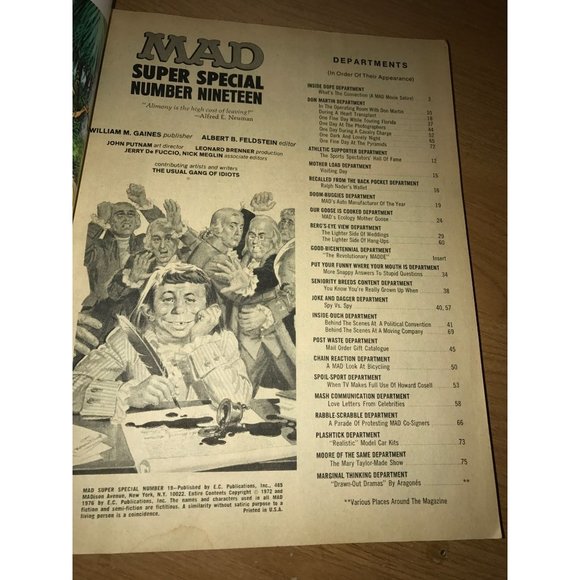 MAD
SUPER SPECIAL
NUMBER NINETEEN
"Alimony is the high cost of leaving!"
—Alfred E. Neuman
WILLIAM M. GAINES publisher ALBERT B. FELDSTEIN editor
JOHN PUTNAM art director LEONARD BRENNER production
JERRY De FUCCIO, NICK MEGLIN associate editors
contributing artists and writers
THE USUAL GANG OF IDIOTS
MAD SUPER SPECIAL NUMBER 19—Published by E.C. Publications, Inc., 485
MADison Avenue, New York, N.Y. 10022. Entire Contents Copyright © 1972 and
1976 by E.C. Publications, Inc. The names and characters used in all MAD
fiction and semi-fiction are fictitious. A similarity without satiric purpose to a
living person is a coincidence. Printed in U.S.A.
DEPARTMENTS
(In Order Of Their Appearance)
INSIDE DOPE DEPARTMENT
What's The Connection (A MAD Movie Satire) 3
DON MARTIN DEPARTMENT
In The Operating Room With Don Martin 10
During A Heart Transplant 18
One Fine Day While Touring Florida 37
One Day At The Photographers 44
One Day During A Cavalry Charge 52
One Dark And Lovely Night 65
One Fine Day At The Pyramids 72
ATHLETIC SUPPORTER DEPARTMENT
The Sports Spectators' Hall of Fame 12
MOTHER LOAD DEPARTMENT
Visiting Day 15
RECALLED FROM THE BACK POCKET DEPARTMENT
Ralph Nader's Wallet 16
DOOM-BUGGIES DEPARTMENT
MAD's Auto Manufacturer Of The Year 19
OUR GOOSE IS COOKED DEPARTMENT
MAD's Ecology Mother Goose 24
BERG'S-EYE VIEW DEPARTMENT
The Lighter Side Of Weddings 29
The Lighter Side Of Hang-Ups 60
GOOD-BICENTENNIAL DEPARTMENT
"The Revolutionary MADDE" Insert
PUT YOUR FUNNY WHERE YOUR MOUTH IS DEPARTMENT
More Snappy Answers To Stupid Questions 34
SENIORITY BREEDS CONTENT DEPARTMENT
You Know You're Really Grown Up When 38
JOKE AND DAGGER DEPARTMENT
Spy Vs. Spy 40, 57
INSIDE-OUCH DEPARTMENT
Behind The Scenes At A Political Convention 41
Behind The Scenes At A Moving Company 69
POST WASTE DEPARTMENT
Mail Order Gift Catalogue 45
CHAIN REACTION DEPARTMENT
A MAD Look At Bicycling 50
SPOIL-SPORT DEPARTMENT
When TV Makes Full Use Of Howard Cosell 53
MASH COMMUNICATION DEPARTMENT
Love Letters From Celebrities 58
RABBLE-SCRABBLE DEPARTMENT
A Parade Of Protesting MAD Co-Signers 66
PLASHTICK DEPARTMENT
"Realistic" Model Car Kits 73
MOORE OF THE SAME DEPARTMENT
The Mary Taylor-Made Show 75
MARGINAL THINKING DEPARTMENT
"Drawn-Out Dramas" By Aragonés **
**Various Places Around The Magazine